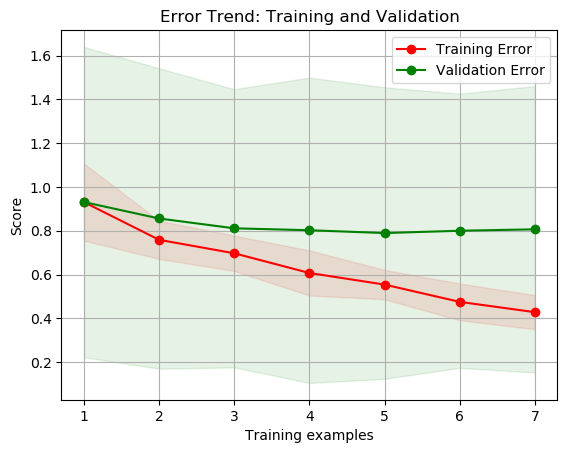 Error Trend: Training and Validation
Training Error
Validation Error
Score
1.6
1.4
1.2
1.0
0.8
0.6
0.4
0.2
1 2 3 4 5 6 7
Training examples